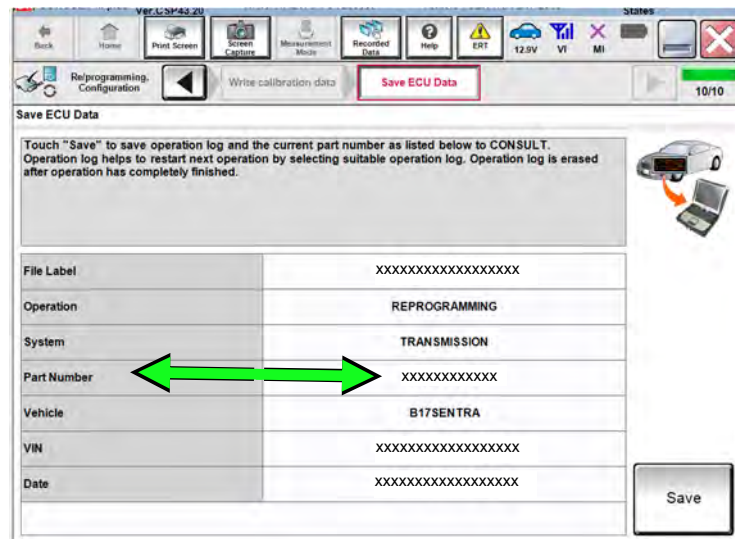 Ver.CSP43.20 States
Back Home Print Screen Screen Capture Measurement Mode Recorded Data Help ERT 12.9V VI MI
Re/programming, Configuration Write calibration data Save ECU Data 10/10
Save ECU Data
Touch "Save" to save operation log and the current part number as listed below to CONSULT.
Operation log helps to restart next operation by selecting suitable operation log. Operation log is erased
after operation has completely finished.
File Label XXXXXXXXXXXXXXXXXX
Operation REPROGRAMMING
System TRANSMISSION
Part Number XXXXXXXXXXXX
Vehicle B17SENTRA
VIN XXXXXXXXXXXXXXXXXX
Date XXXXXXXXXXXXXXXXXX
Save